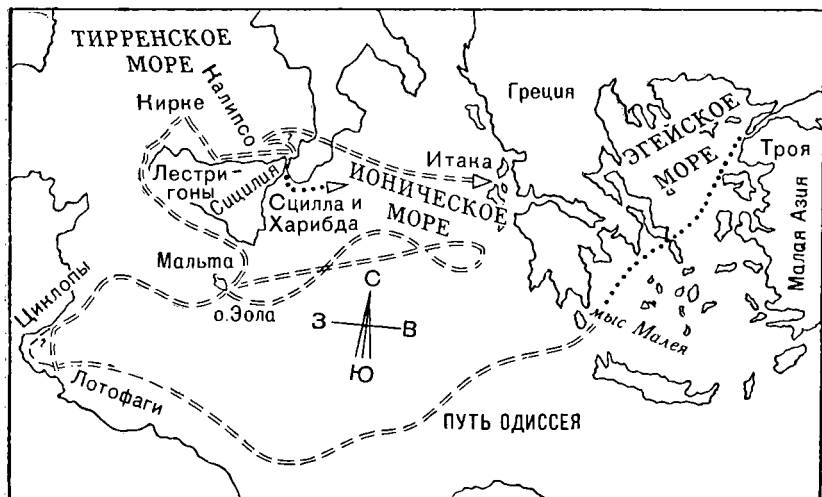 ТИРРЕНСКОЕ
МОРЕ
Калипсо
Кирке
Греция
ЭГЕЙСКОЕ
МОРЕ
Троя
Малая Азия
Лестри-
гоны
Сицилия
Итака
Сцилла и
Харибда
ИОНИЧЕСКОЕ
МОРЕ
Мальта
о.Эола
Циклопы
С
З
В
Ю
мыс Малея
Лотофаги
ПУТЬ ОДИССЕЯ